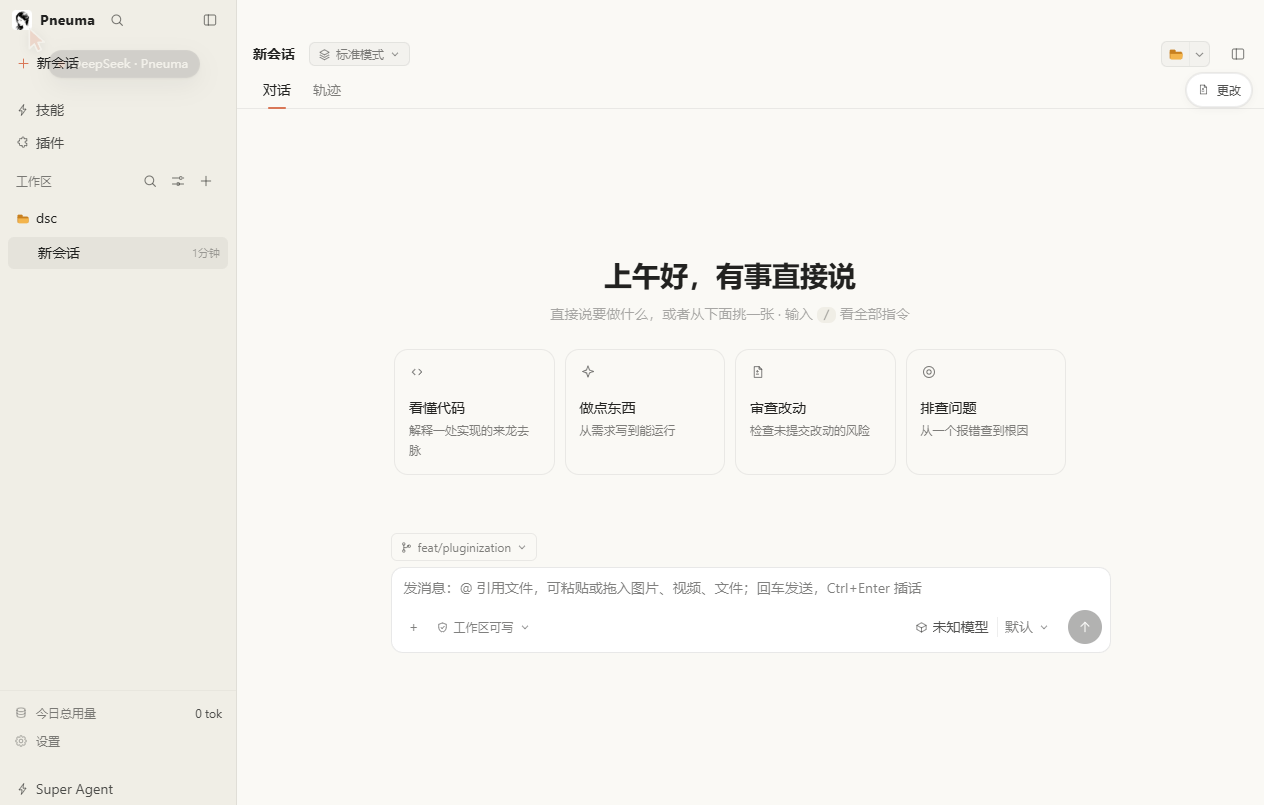 Pneuma
新会话
eepSeek · Pneuma
技能
插件
工作区
dsc
新会话 1分钟
今日总用量 0 tok
设置
Super Agent
新会话 标准模式
对话 轨迹
更改
上午好，有事直接说
直接说要做什么，或者从下面挑一张 · 输入 / 看全部指令
看懂代码
解释一处实现的来龙去
脉
做点东西
从需求写到能运行
审查改动
检查未提交改动的风险
排查问题
从一个报错查到根因
feat/pluginization
发消息：@ 引用文件，可粘贴或拖入图片、视频、文件；回车发送，Ctrl+Enter 插话
+ 工作区可写 未知模型 默认